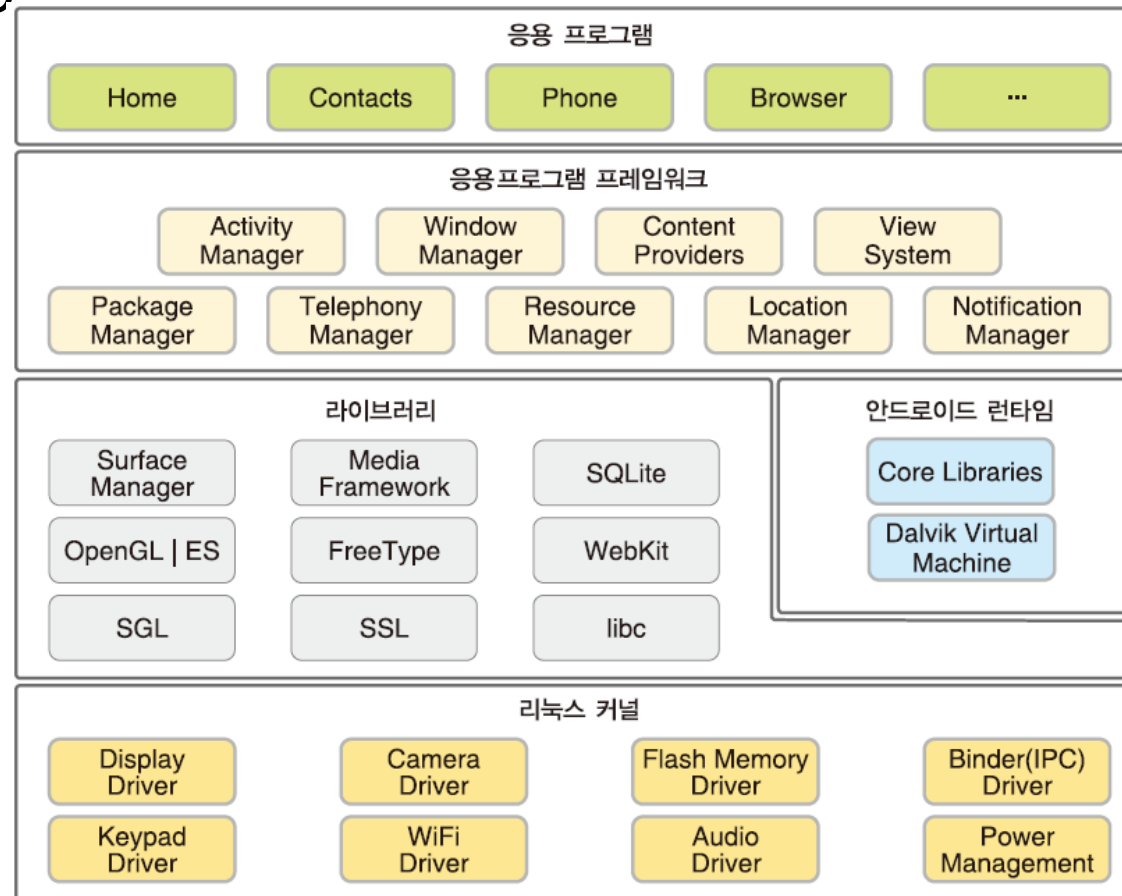 응용 프로그램
Home
Contacts
Phone
Browser
...
응용프로그램 프레임워크
Activity
Manager
Window
Manager
Content
Providers
View
System
Package
Manager
Telephony
Manager
Resource
Manager
Location
Manager
Notification
Manager
라이브러리
Surface
Manager
Media
Framework
SQLite
OpenGL | ES
FreeType
WebKit
SGL
SSL
libc
안드로이드 런타임
Core Libraries
Dalvik Virtual
Machine
리눅스 커널
Display
Driver
Camera
Driver
Flash Memory
Driver
Binder(IPC)
Driver
Keypad
Driver
WiFi
Driver
Audio
Driver
Power
Management